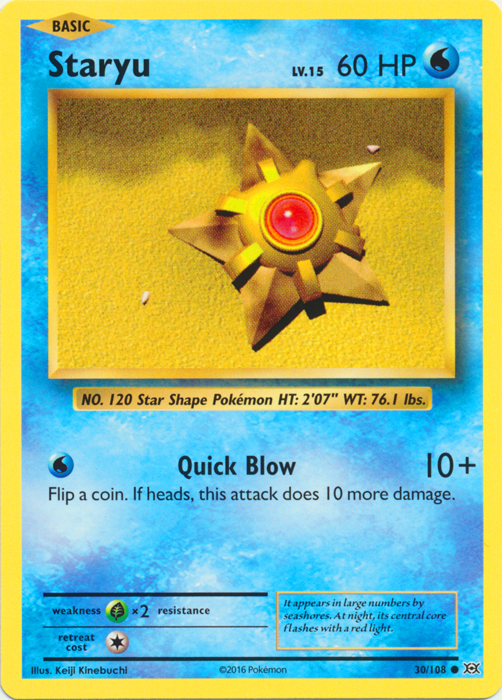 BASIC
Staryu LV.15 60 HP
NO. 120 Star Shape Pokémon HT: 2'07" WT: 76.1 lbs.
Quick Blow 10+
Flip a coin. If heads, this attack does 10 more damage.
weakness ×2 resistance
retreat
cost
It appears in large numbers by
seashores. At night, its central core
flashes with a red light.
Illus. Keiji Kinebuchi ©2016 Pokémon 30/108